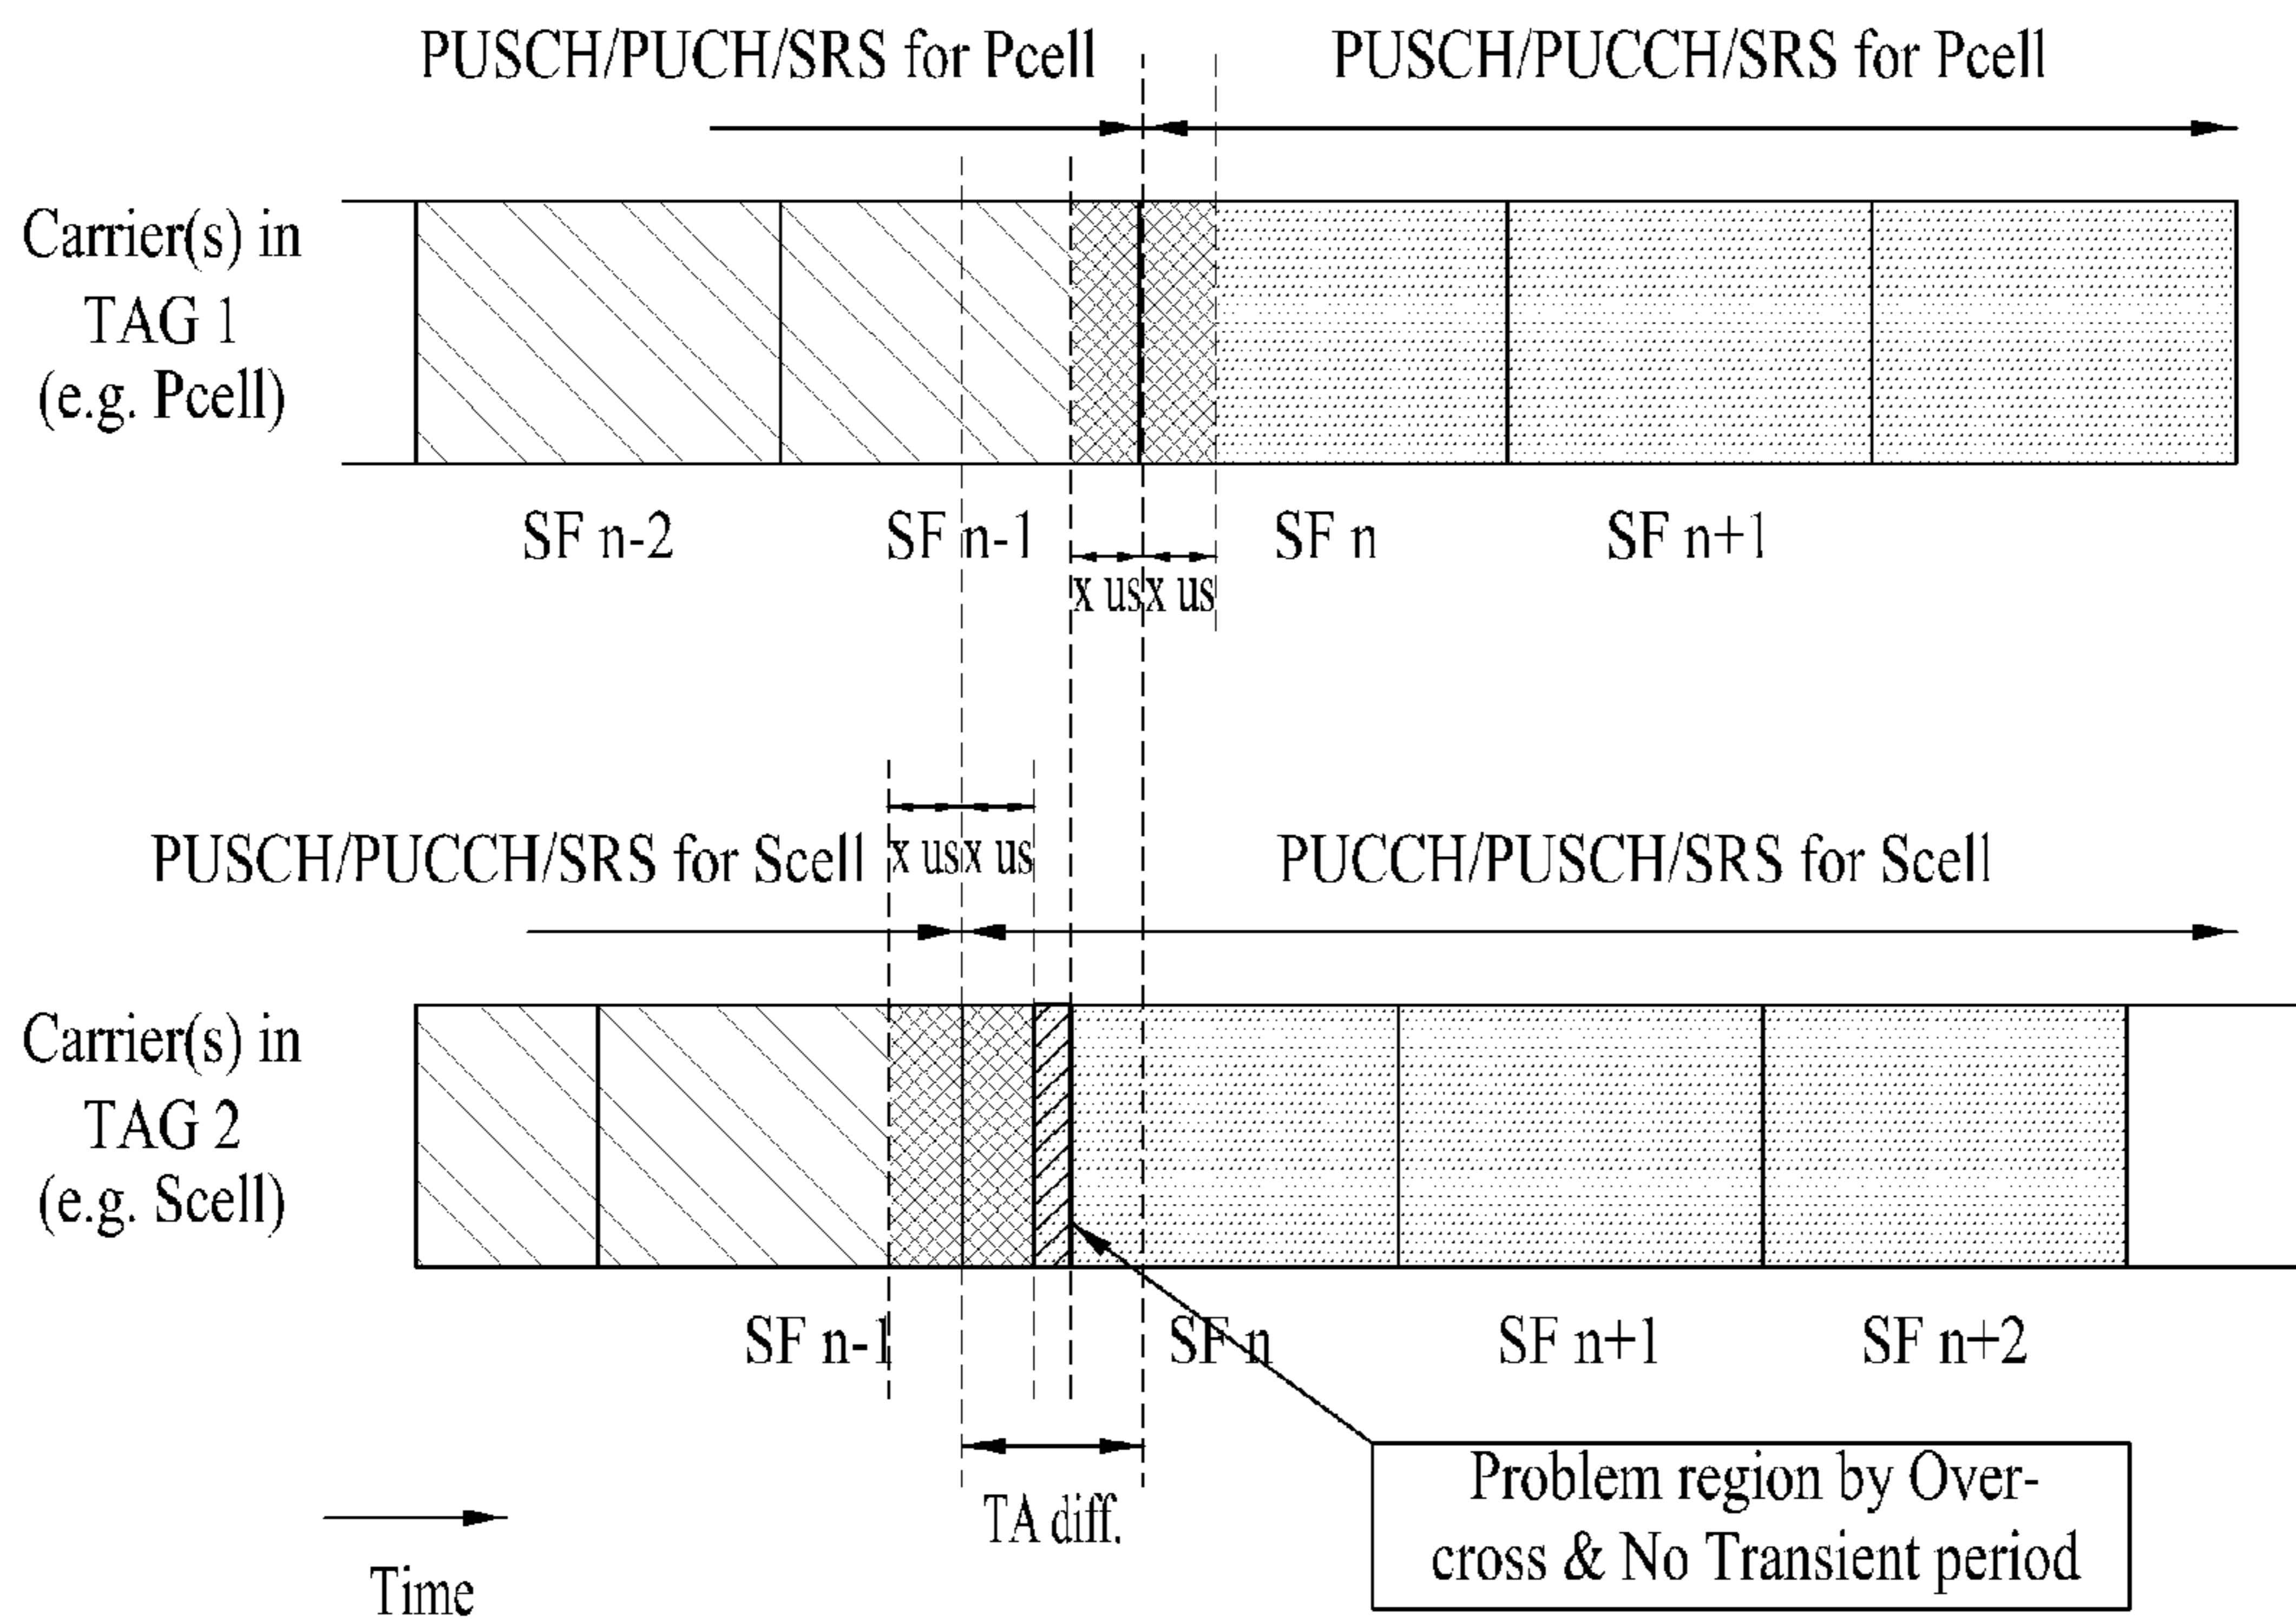 PUSCH/PUCH/SRS for Pcell
PUSCH/PUCCH/SRS for Pcell
Carrier(s) in
TAG 1
(e.g. Pcell)
SF n-2
SF n-1
SF n
SF n+1
x us
x us
x us
x us
PUSCH/PUCCH/SRS for Scell
PUCCH/PUSCH/SRS for Scell
Carrier(s) in
TAG 2
(e.g. Scell)
SF n-1
SF n
SF n+1
SF n+2
TA diff.
Problem region by Over-
cross & No Transient period
Time